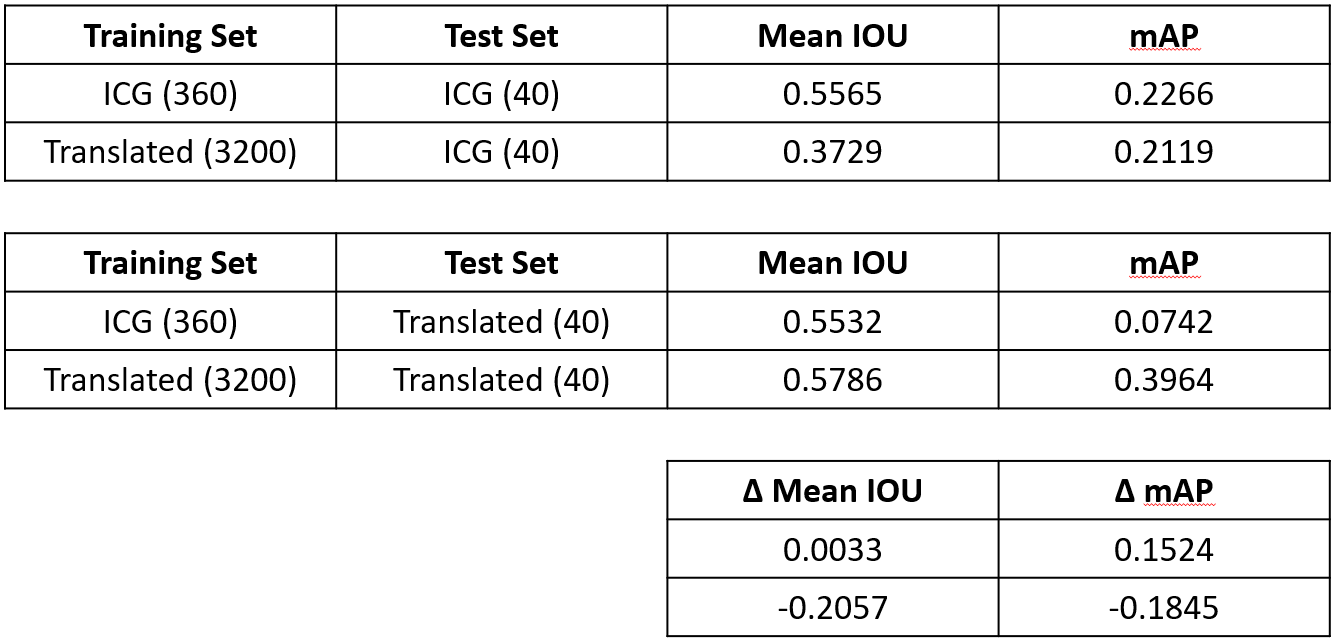 Training Set Test Set Mean IOU mAP
ICG (360) ICG (40) 0.5565 0.2266
Translated (3200) ICG (40) 0.3729 0.2119
Training Set Test Set Mean IOU mAP
ICG (360) Translated (40) 0.5532 0.0742
Translated (3200) Translated (40) 0.5786 0.3964
Δ Mean IOU Δ mAP
0.0033 0.1524
-0.2057 -0.1845